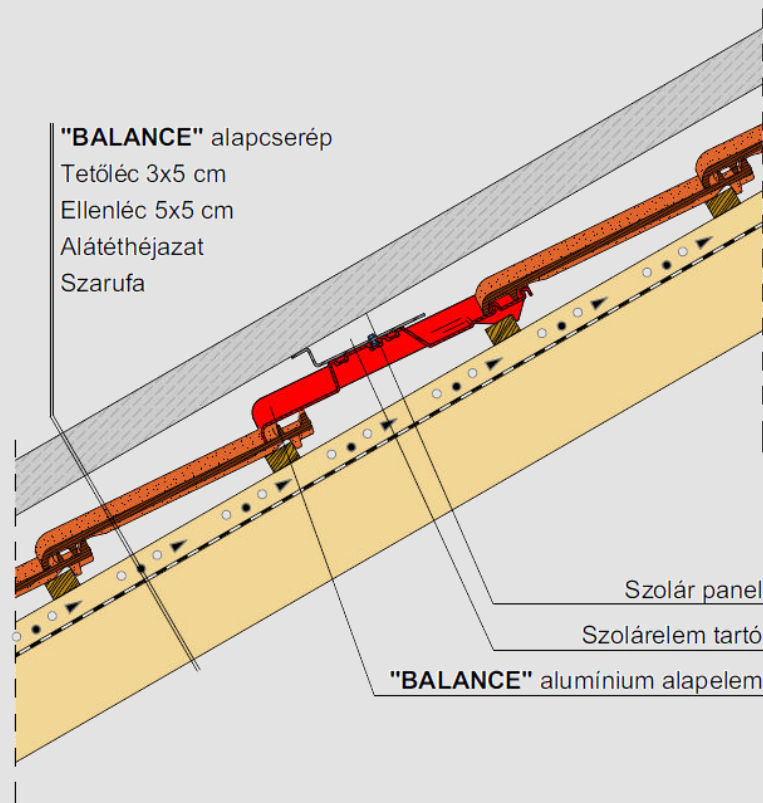 "BALANCE" alapcserép
Tetőléc 3x5 cm
Ellenléc 5x5 cm
Alátéthéjazat
Szarufa
Szolár panel
Szolárelem tartó
"BALANCE" alumínium alapelem